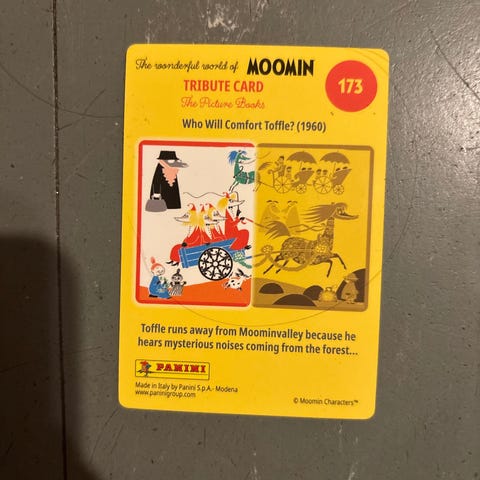 The wonderful world of MOOMIN™
TRIBUTE CARD
The Picture Books
173
Who Will Comfort Toffle? (1960)
Toffle runs away from Moominvalley because he
hears mysterious noises coming from the forest...
PANINI
Made in Italy by Panini S.p.A. - Modena
www.paninigroup.com
© Moomin Characters™